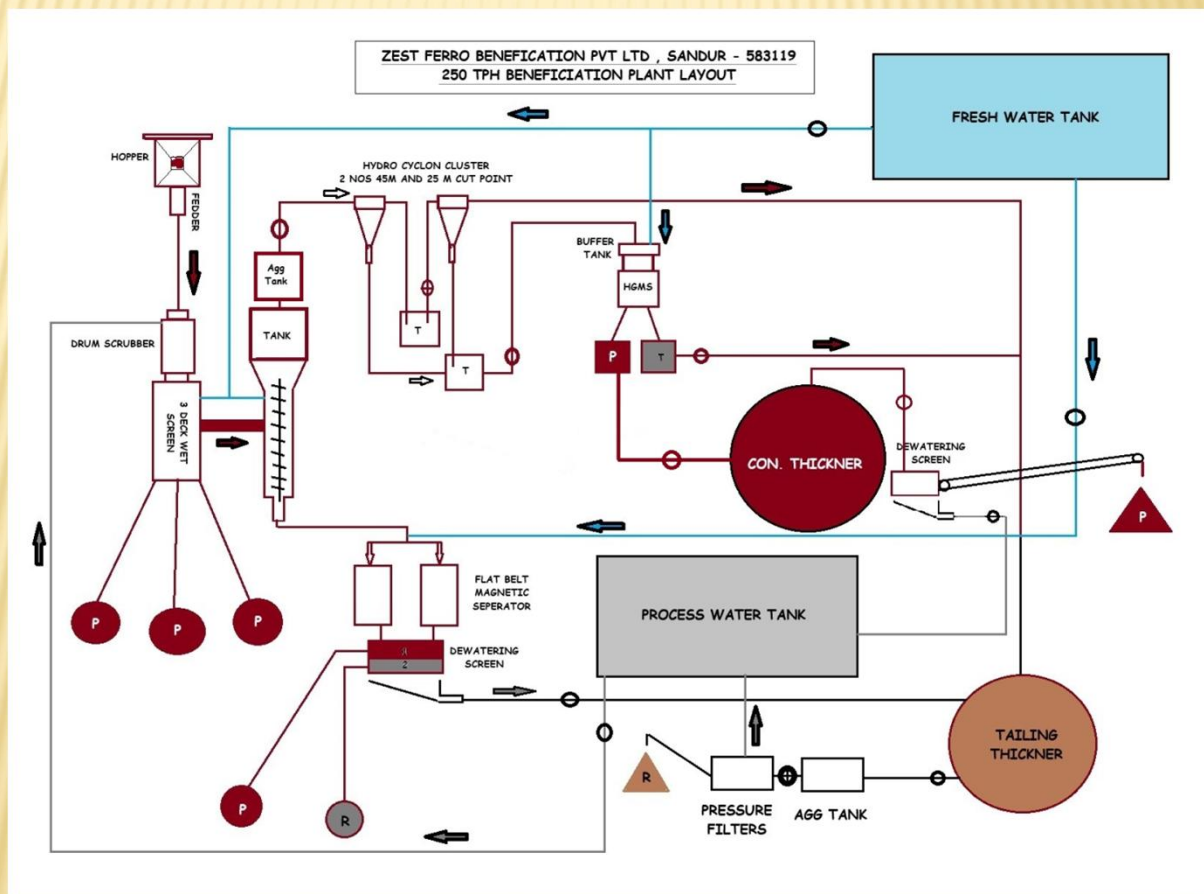 ZEST FERRO BENEFICATION PVT LTD , SANDUR - 583119
250 TPH BENEFICIATION PLANT LAYOUT
FRESH WATER TANK
HOPPER
FEDDER
HYDRO CYCLON CLUSTER
2 NOS 45M AND 25 M CUT POINT
BUFFER
TANK
HGMS
Agg
Tank
TANK
T
T
P
T
DRUM SCRUBBER
3 DECK WET
SCREEN
CON. THICKNER
DEWATERING
SCREEN
P
P
P
P
FLAT BELT
MAGNETIC
SEPERATOR
PROCESS WATER TANK
1
2
DEWATERING
SCREEN
P
R
R
PRESSURE
FILTERS
AGG TANK
TAILING
THICKNER